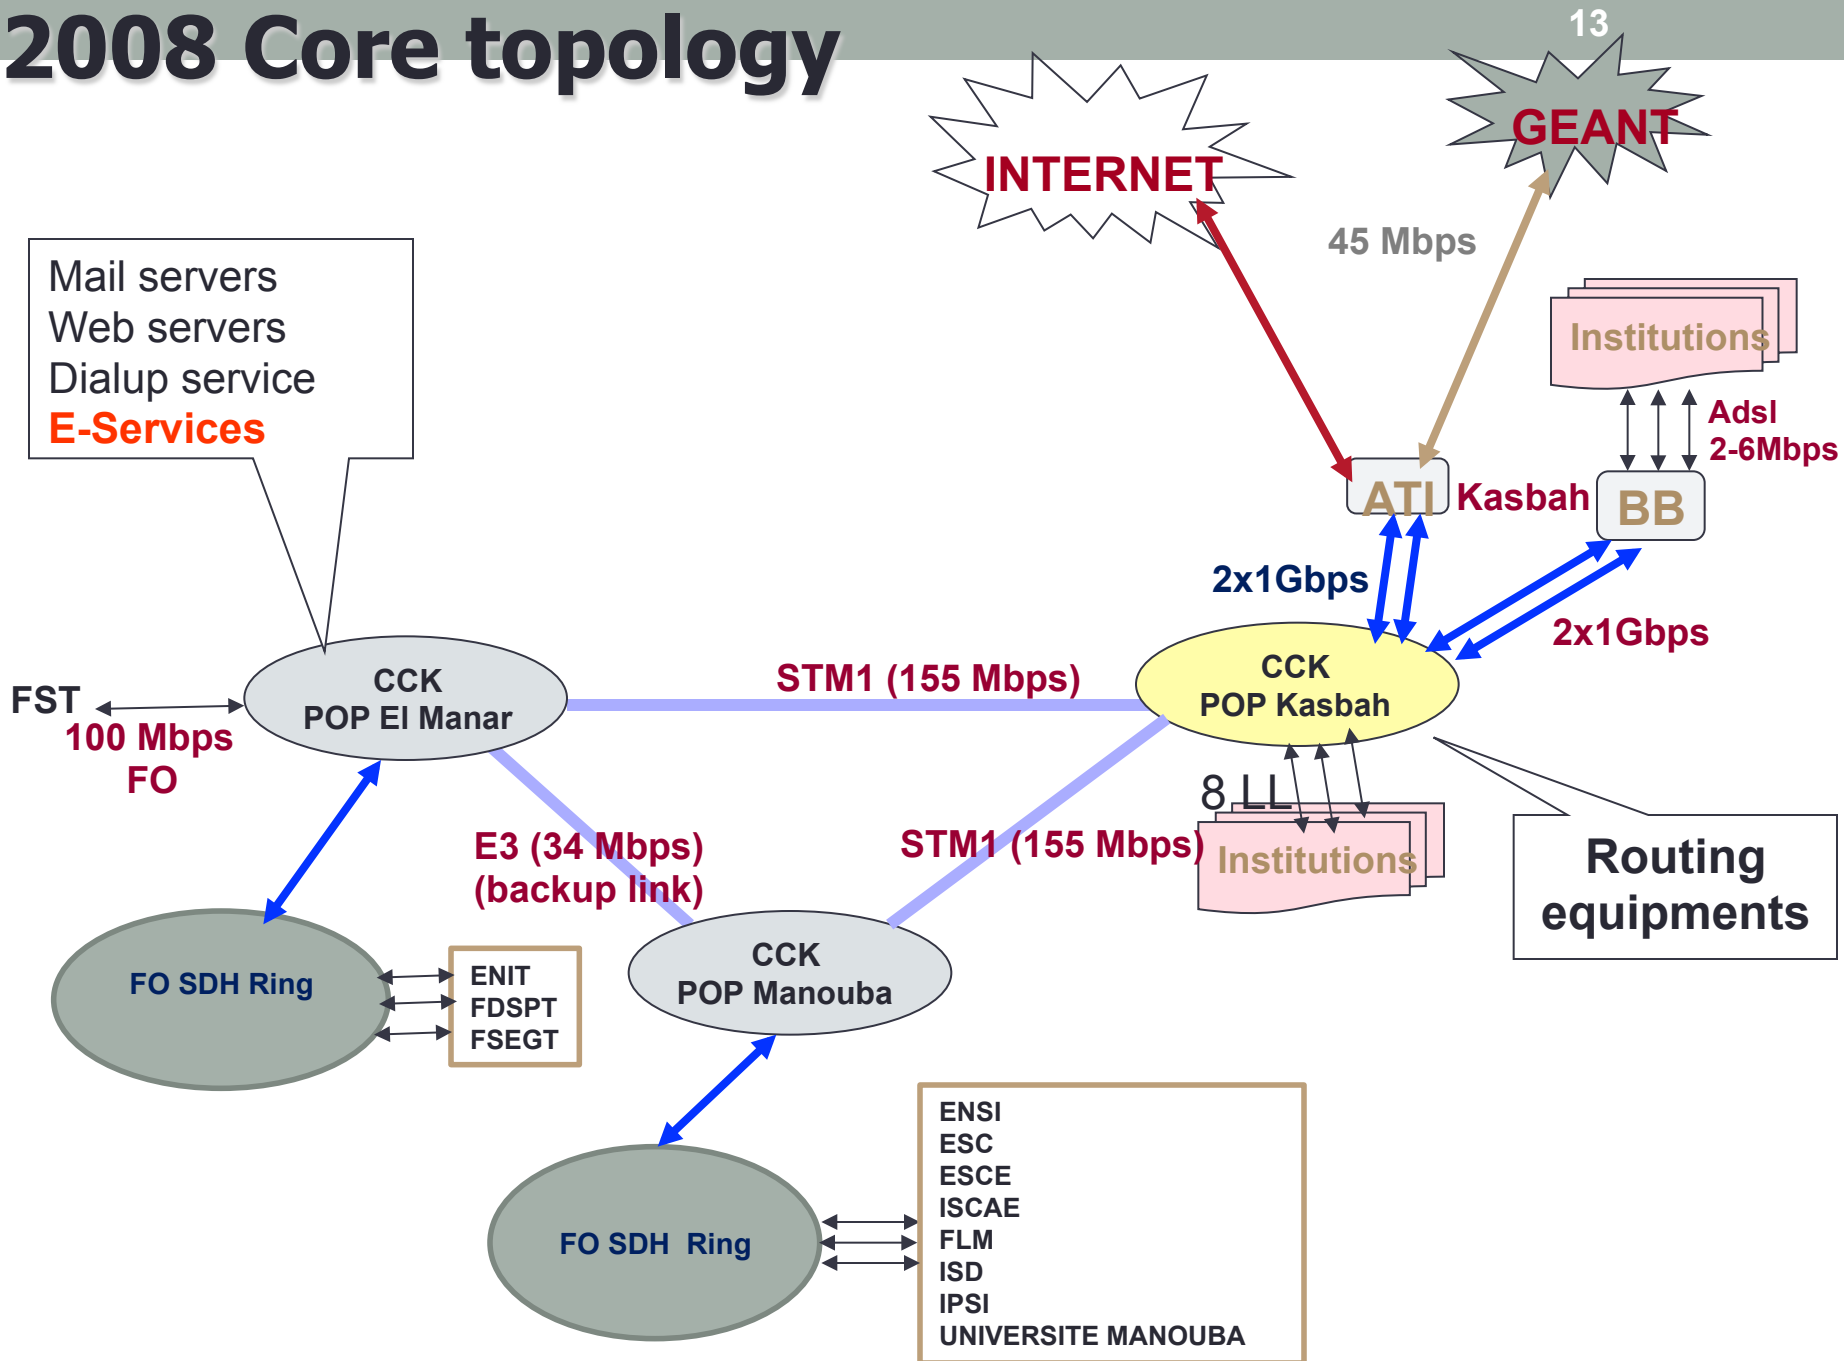 2008 Core topology
13
INTERNET
GEANT
45 Mbps
Mail servers
Web servers
Dialup service
E-Services
Institutions
Adsl
2-6Mbps
ATI
Kasbah
BB
2x1Gbps
2x1Gbps
CCK
POP El Manar
STM1 (155 Mbps)
CCK
POP Kasbah
FST
100 Mbps
FO
8 LL
Institutions
E3 (34 Mbps)
(backup link)
STM1 (155 Mbps)
Routing
equipments
FO SDH Ring
ENIT
FDSPT
FSEGT
CCK
POP Manouba
FO SDH  Ring
ENSI
ESC
ESCE
ISCAE
FLM
ISD
IPSI
UNIVERSITE MANOUBA